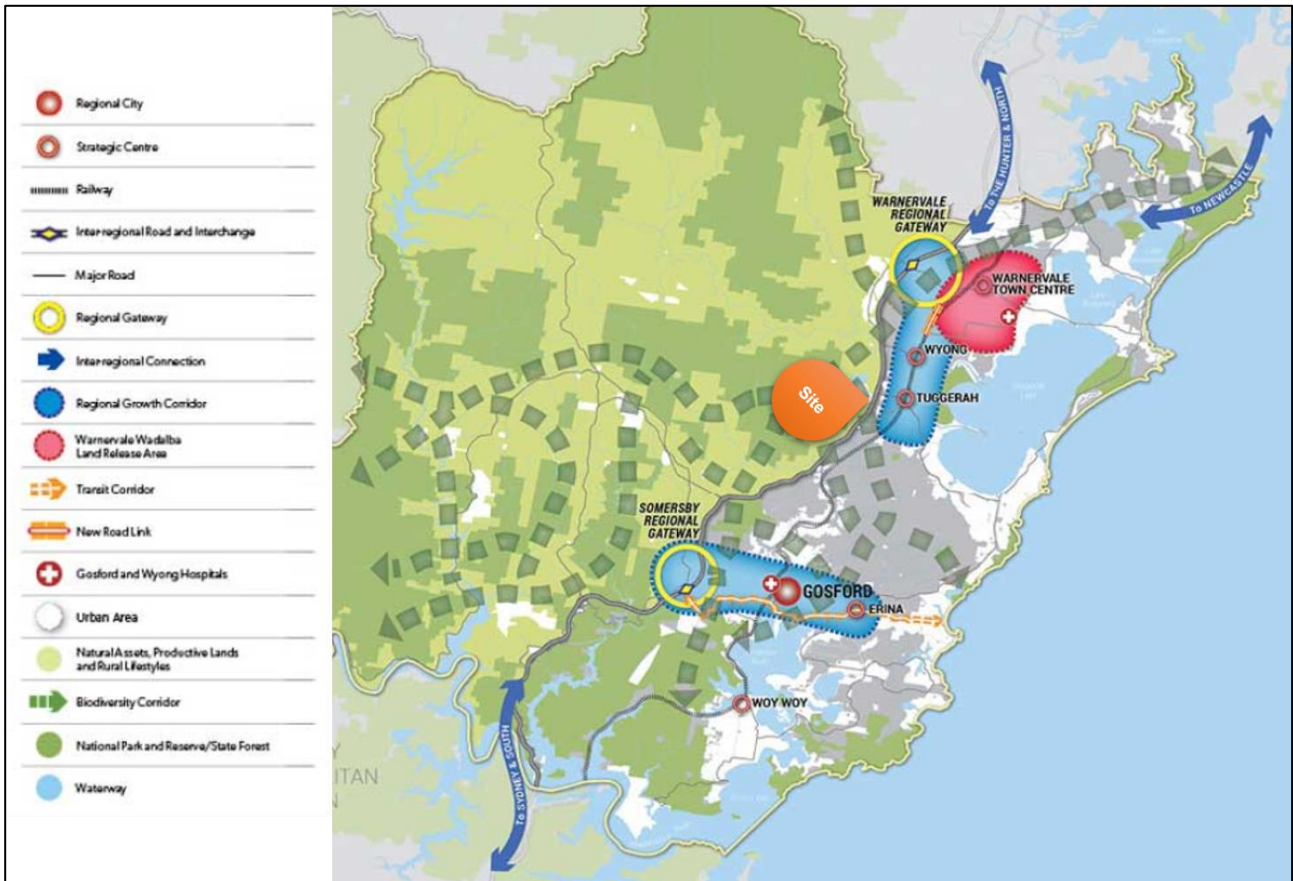 Regional City
Strategic Centre
Railway
Inter-regional Road and Interchange
Major Road
Regional Gateway
Inter-regional Connection
Regional Growth Corridor
Warnervale Wadalba
Land Release Area
Transit Corridor
New Road Link
Gosford and Wyong Hospitals
Urban Area
Natural Assets, Productive Lands
and Rural Lifestyles
Biodiversity Corridor
National Park and Reserve/State Forest
Waterway
TO THE HUNTER & NORTH
TO NEWCASTLE
WARNERVALE
REGIONAL
GATEWAY
WARNERVALE
TOWN CENTRE
WYONG
TUGGERAH
Site
SOMERSBY
REGIONAL
GATEWAY
GOSFORD
ERINA
WOY WOY
TO SYDNEY & SOUTH
ITAN